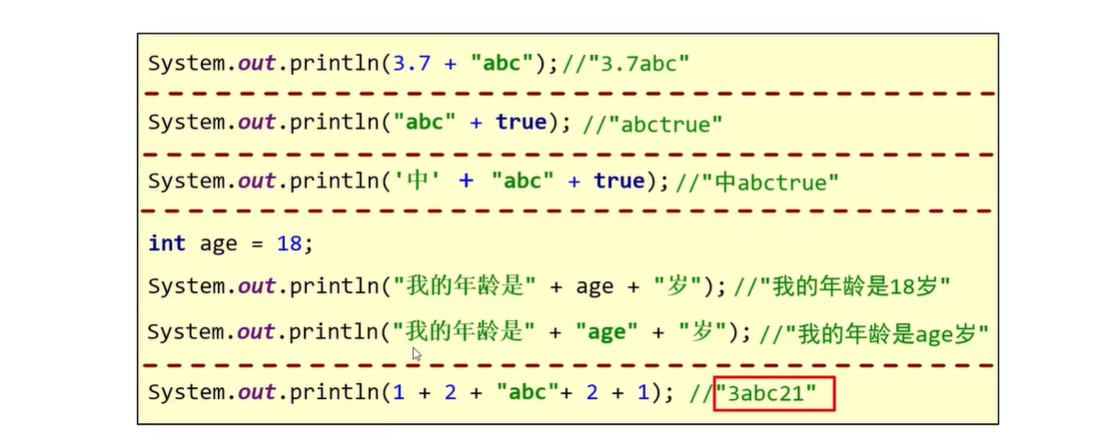 System.out.println(3.7 + "abc");//"3.7abc"
System.out.println("abc" + true); //"abctrue"
System.out.println('中' + "abc" + true);//"中abctrue"
int age = 18;
System.out.println("我的年龄是" + age + "岁");//"我的年龄是18岁"
System.out.println("我的年龄是" + "age" + "岁"); //"我的年龄是age岁"
System.out.println(1 + 2 + "abc"+ 2 + 1); //"3abc21"